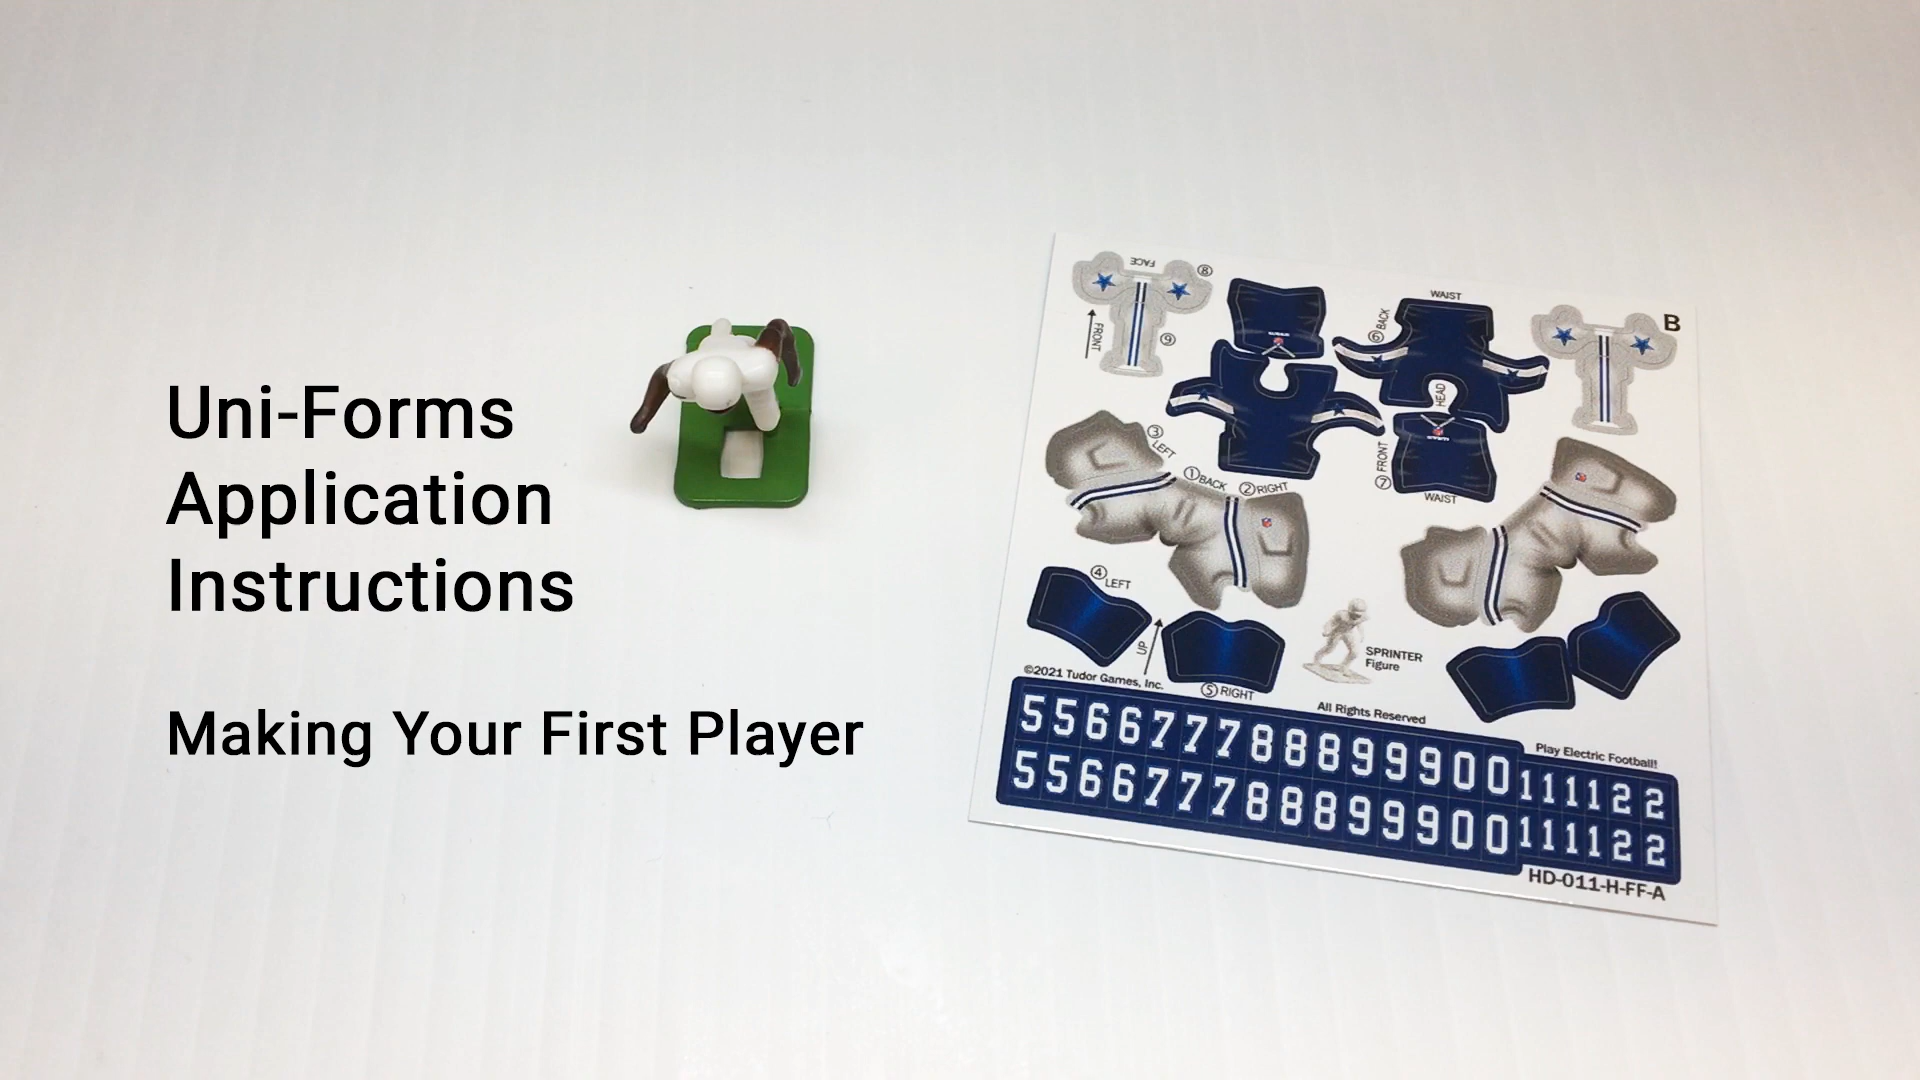 Uni-Forms
Application
Instructions
Making Your First Player
FACE
⑧
FRONT
⑨
WAIST
⑥ BACK
HEAD
B
③
LEFT
① BACK
② RIGHT
⑦ FRONT
WAIST
④
LEFT
UP
⑤ RIGHT
SPRINTER
Figure
©2021 Tudor Games, Inc.
All Rights Reserved
Play Electric Football!
556677788899900111122
556677788899900111122
HD-011-H-FF-A